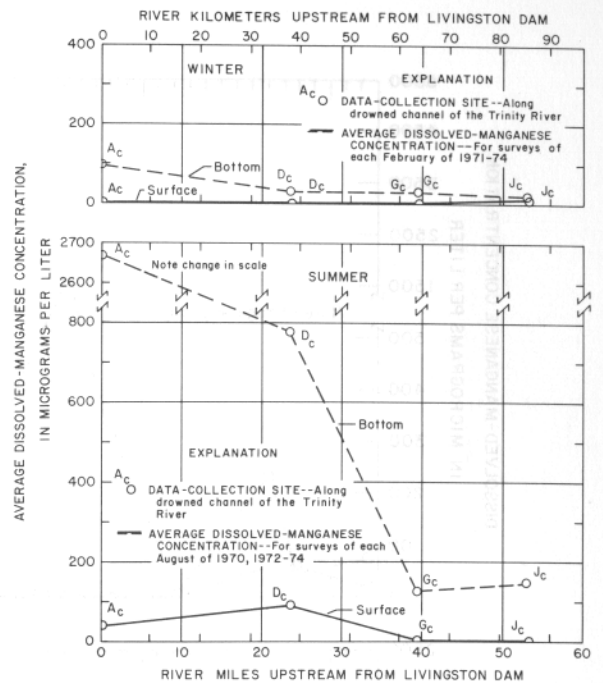 RIVER KILOMETERS UPSTREAM FROM LIVINGSTON DAM
0 10 20 30 40 50 60 70 80 90
400
200
0
WINTER
EXPLANATION
Ac
DATA-COLLECTION SITE--Along
drowned channel of the Trinity River
AVERAGE DISSOLVED-MANGANESE
CONCENTRATION--For surveys of
each February of 1971-74
Ac
Bottom
Dc Dc
Gc Gc
Jc Jc
Ac
Surface
AVERAGE DISSOLVED-MANGANESE CONCENTRATION,
IN MICROGRAMS PER LITER
2700
2600
800
600
400
200
0
Ac
Note change in scale
SUMMER
Dc
Bottom
EXPLANATION
Ac
DATA-COLLECTION SITE--Along
drowned channel of the Trinity
River
AVERAGE DISSOLVED-MANGANESE
CONCENTRATION--For surveys of each
August of 1970, 1972-74
Gc
Jc
Ac
Dc
Surface
Gc
Jc
0 10 20 30 40 50 60
RIVER MILES UPSTREAM FROM LIVINGSTON DAM